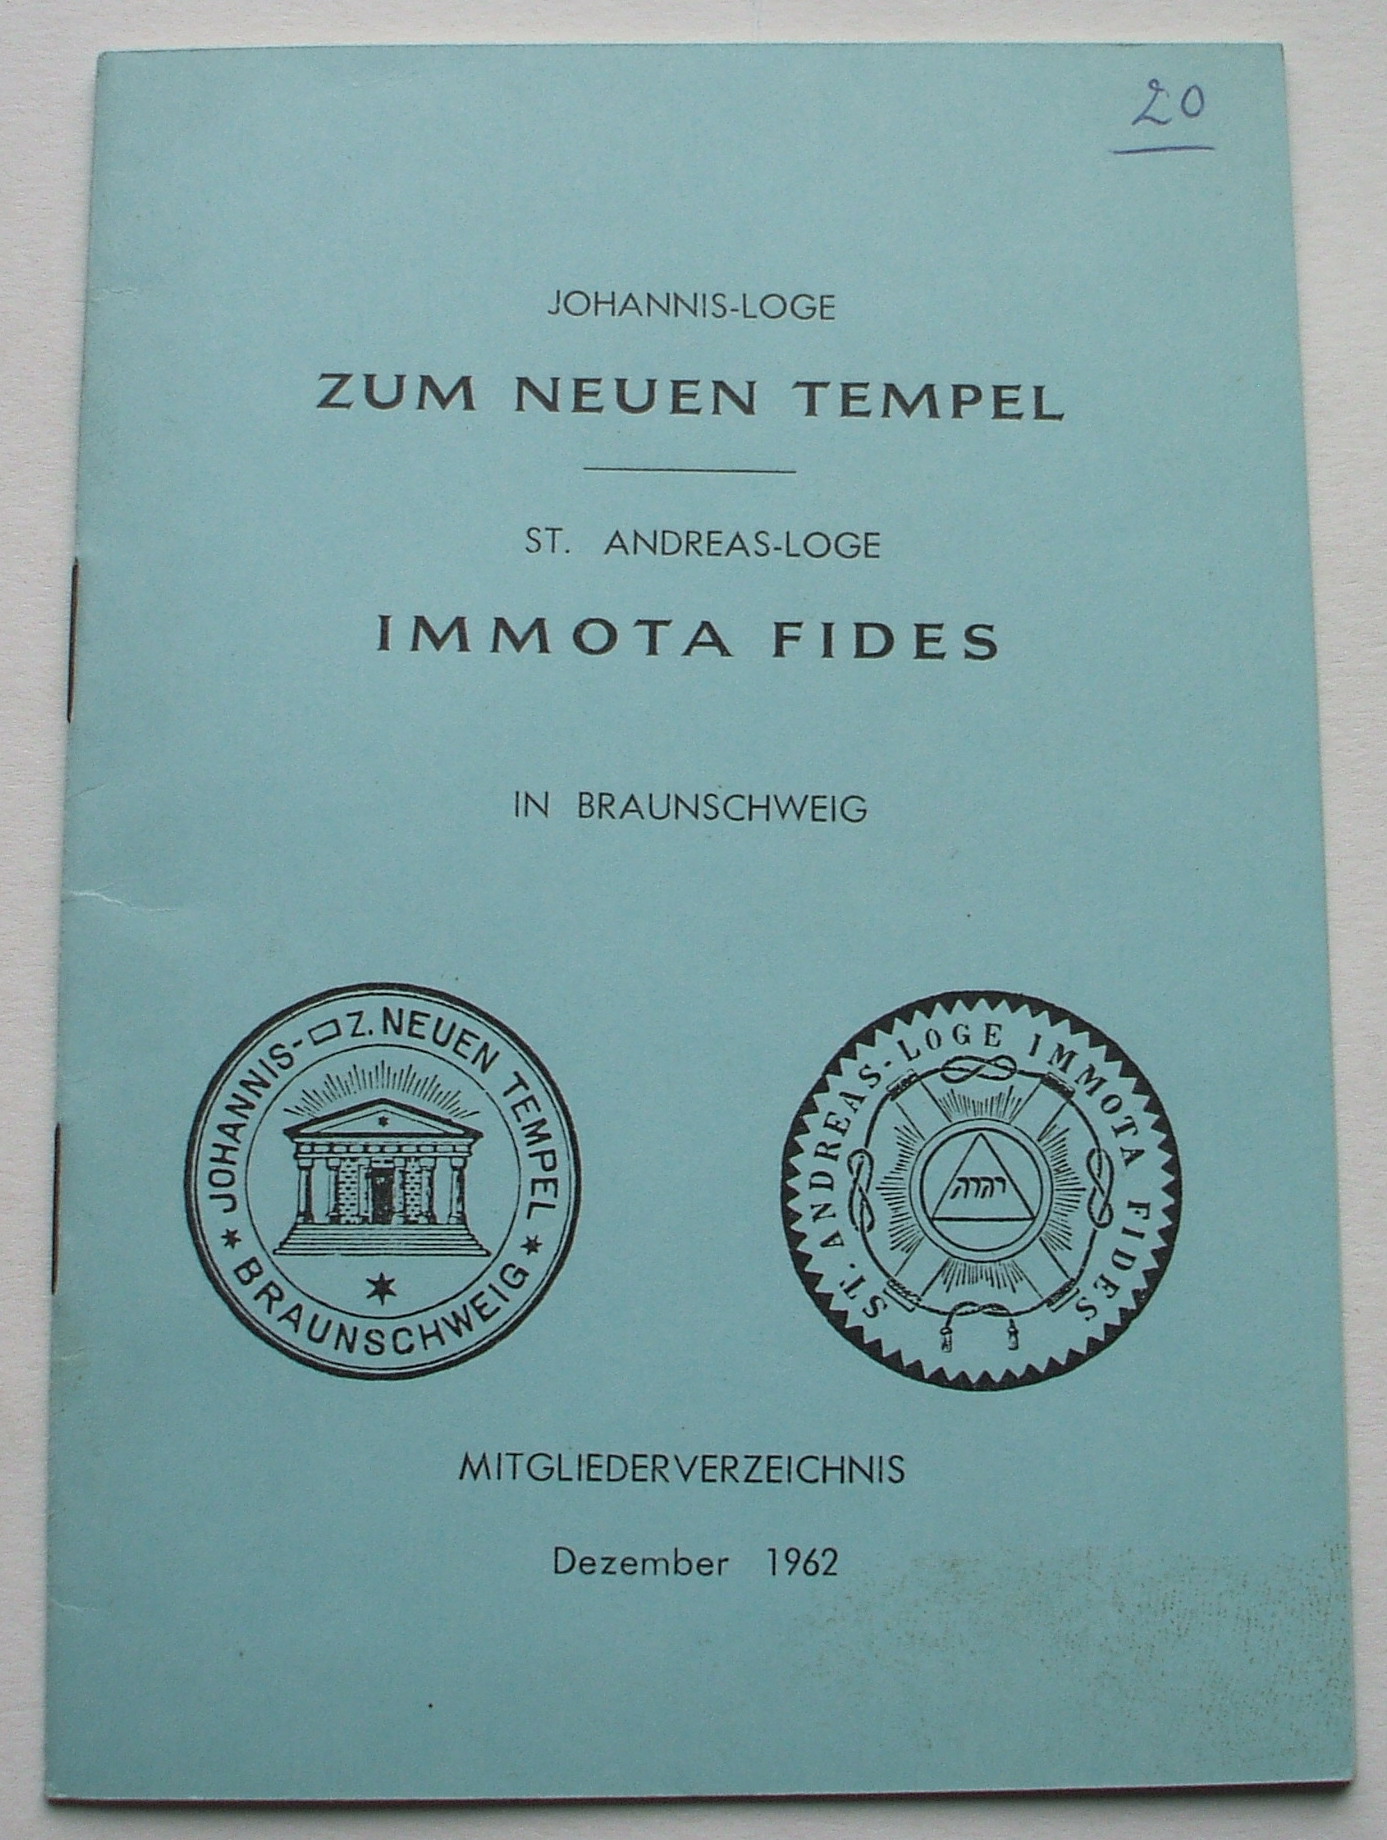 20
JOHANNIS-LOGE
ZUM NEUEN TEMPEL
ST. ANDREAS-LOGE
IMMOTA FIDES
IN BRAUNSCHWEIG
JOHANNIS-▭ Z. NEUEN TEMPEL
* BRAUNSCHWEIG *
ST. ANDREAS-LOGE IMMOTA FIDES
יהוה
MITGLIEDERVERZEICHNIS
Dezember 1962